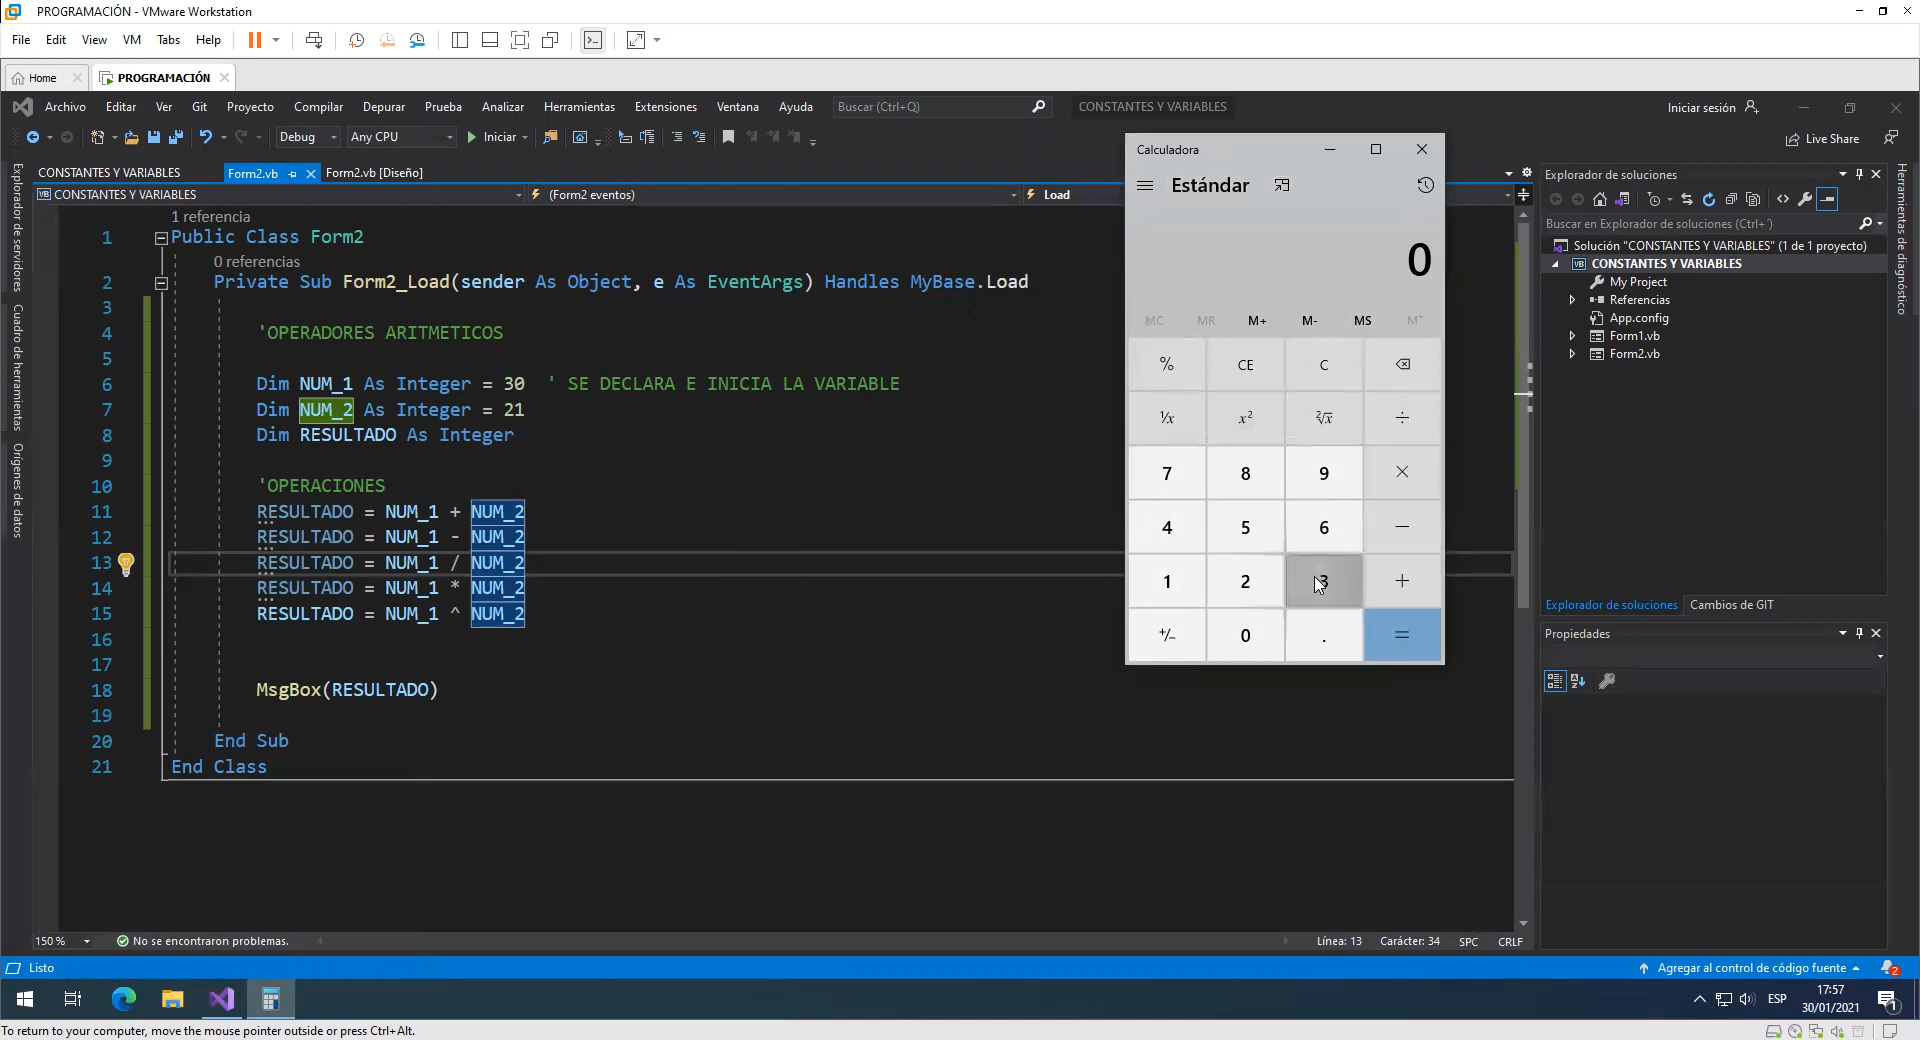 PROGRAMACIÓN - VMware Workstation
File Edit View VM Tabs Help
Home PROGRAMACIÓN
Archivo Editar Ver Git Proyecto Compilar Depurar Prueba Analizar Herramientas Extensiones Ventana Ayuda Buscar (Ctrl+Q) CONSTANTES Y VARIABLES Iniciar sesión
Debug Any CPU Iniciar Live Share
CONSTANTES Y VARIABLES Form2.vb Form2.vb [Diseño]
VB CONSTANTES Y VARIABLES (Form2 eventos) Load
Explorador de servidores
Cuadro de herramientas
Orígenes de datos
1 referencia
1 Public Class Form2
0 referencias
2 Private Sub Form2_Load(sender As Object, e As EventArgs) Handles MyBase.Load
3
4 'OPERADORES ARITMETICOS
5
6 Dim NUM_1 As Integer = 30 ' SE DECLARA E INICIA LA VARIABLE
7 Dim NUM_2 As Integer = 21
8 Dim RESULTADO As Integer
9
10 'OPERACIONES
11 RESULTADO = NUM_1 + NUM_2
12 RESULTADO = NUM_1 - NUM_2
13 RESULTADO = NUM_1 / NUM_2
14 RESULTADO = NUM_1 * NUM_2
15 RESULTADO = NUM_1 ^ NUM_2
16
17
18 MsgBox(RESULTADO)
19
20 End Sub
21 End Class
Calculadora
Estándar
0
MC MR M+ M- MS M˅
% CE C
¹/x x² ²√x ÷
7 8 9 ×
4 5 6 −
1 2 3 +
+/− 0 . =
Explorador de soluciones
Buscar en Explorador de soluciones (Ctrl+´)
Solución "CONSTANTES Y VARIABLES" (1 de 1 proyecto)
VB CONSTANTES Y VARIABLES
My Project
Referencias
App.config
Form1.vb
Form2.vb
Explorador de soluciones Cambios de GIT
Propiedades
Herramientas de diagnóstico
150 % No se encontraron problemas. Línea: 13 Carácter: 34 SPC CRLF
Listo Agregar al control de código fuente 2
ESP 17:57
30/01/2021 1
To return to your computer, move the mouse pointer outside or press Ctrl+Alt.